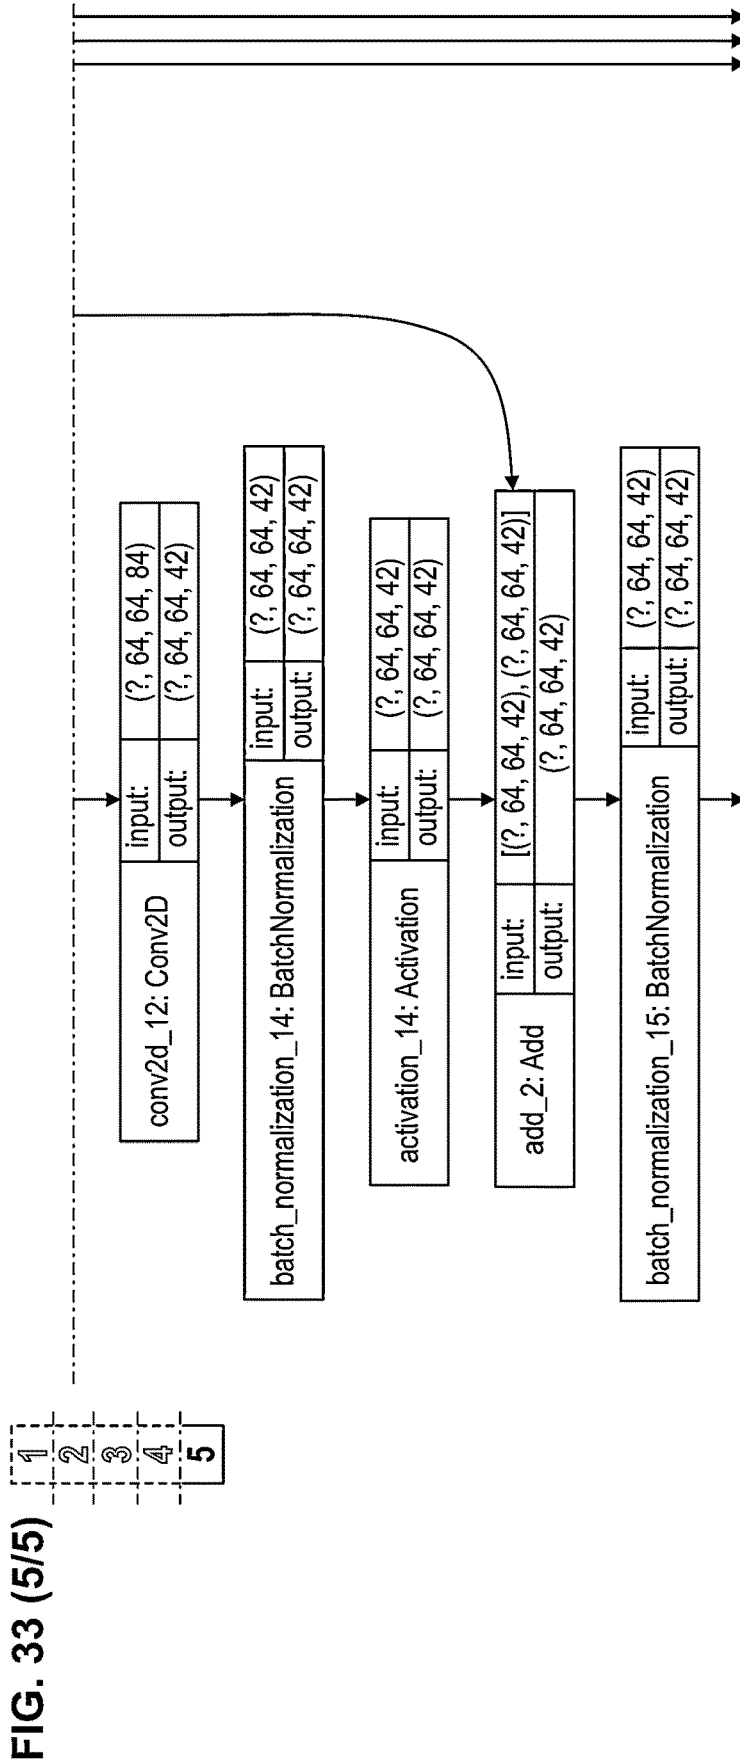 FIG. 33 (5/5)
1
2
3
4
5
conv2d_12: Conv2D
input:
(?, 64, 64, 84)
output:
(?, 64, 64, 42)
batch_normalization_14: BatchNormalization
input:
(?, 64, 64, 42)
output:
(?, 64, 64, 42)
activation_14: Activation
input:
(?, 64, 64, 42)
output:
(?, 64, 64, 42)
add_2: Add
input:
[(?, 64, 64, 42),(?, 64, 64, 42)]
output:
(?, 64, 64, 42)
batch_normalization_15: BatchNormalization
input:
(?, 64, 64, 42)
output:
(?, 64, 64, 42)